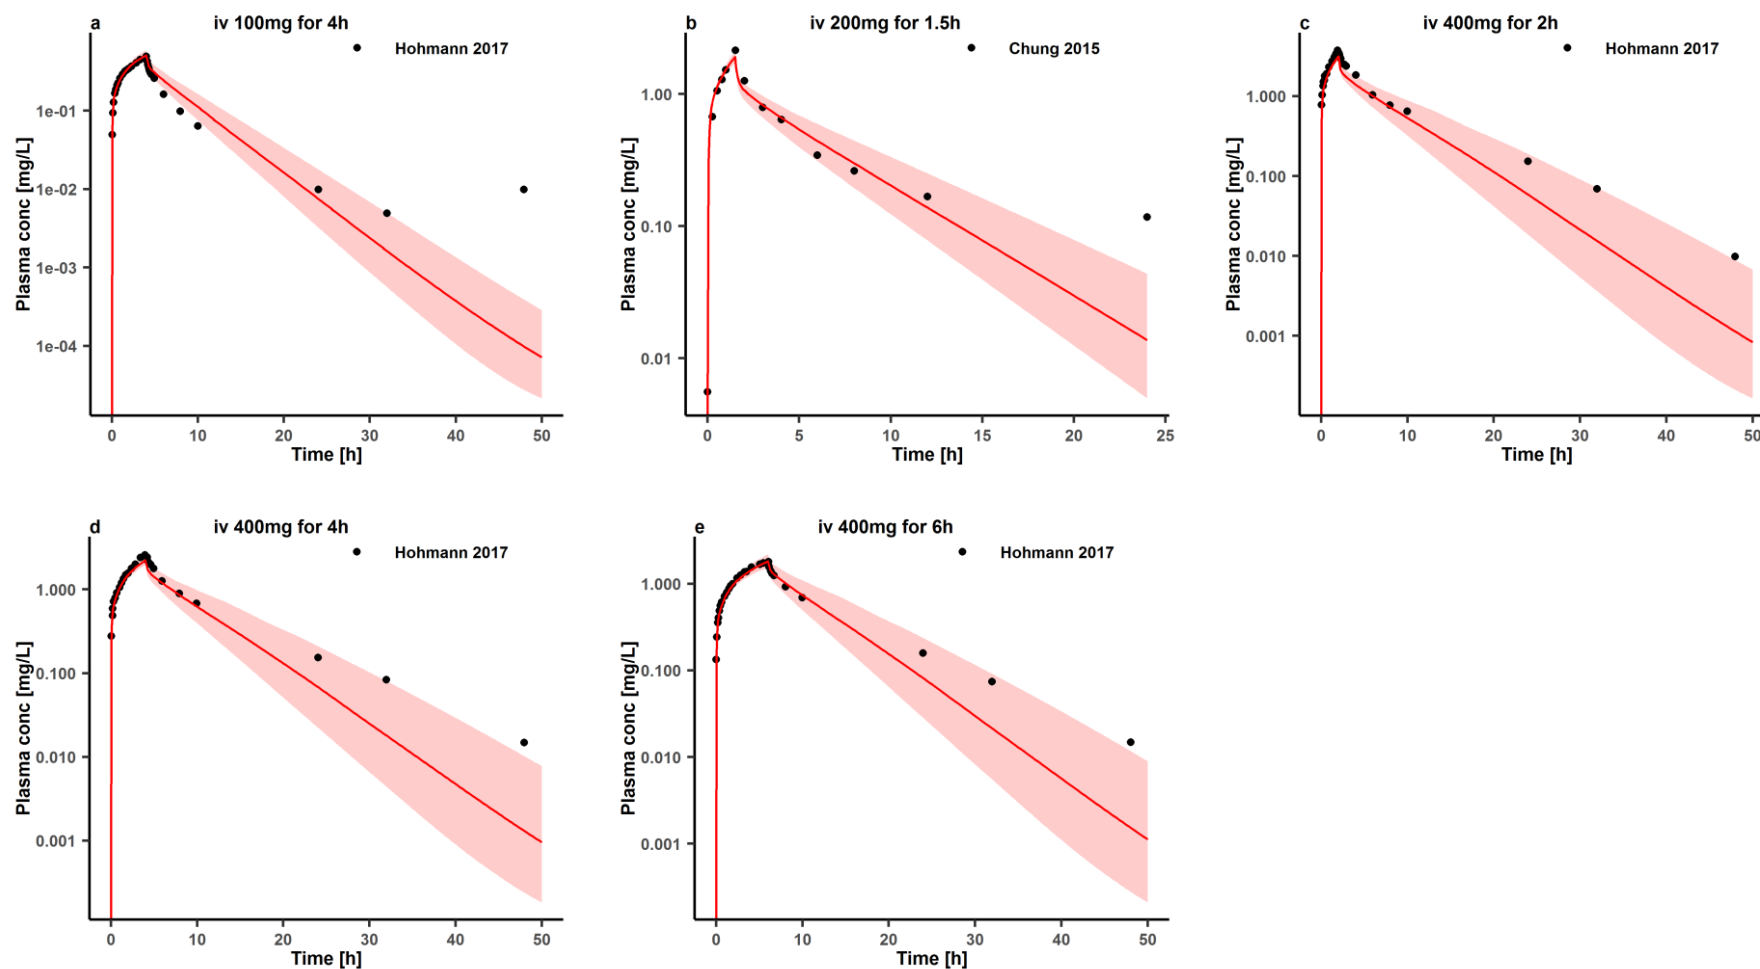 a
iv 100mg for 4h
Hohmann 2017
Plasma conc [mg/L]
1e-01
1e-02
1e-03
1e-04
0 10 20 30 40 50
Time [h]
b
iv 200mg for 1.5h
Chung 2015
Plasma conc [mg/L]
1.00
0.10
0.01
0 5 10 15 20 25
Time [h]
c
iv 400mg for 2h
Hohmann 2017
Plasma conc [mg/L]
1.000
0.100
0.010
0.001
0 10 20 30 40 50
Time [h]
d
iv 400mg for 4h
Hohmann 2017
Plasma conc [mg/L]
1.000
0.100
0.010
0.001
0 10 20 30 40 50
Time [h]
e
iv 400mg for 6h
Hohmann 2017
Plasma conc [mg/L]
1.000
0.100
0.010
0.001
0 10 20 30 40 50
Time [h]